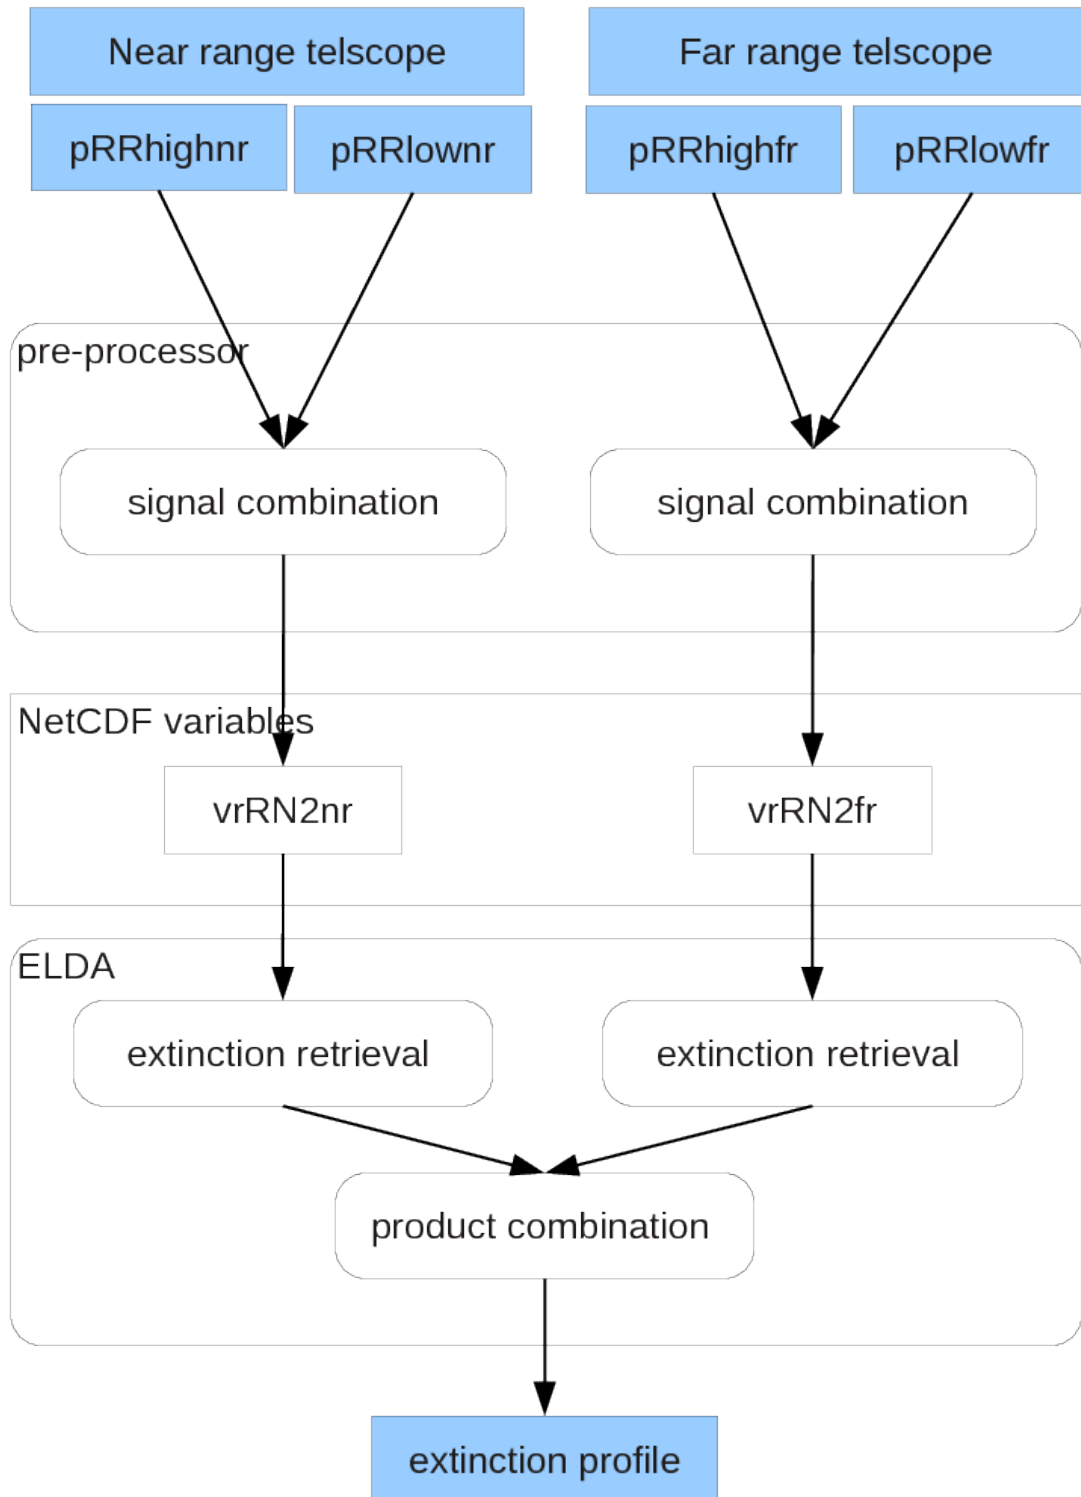 Near range telscope
Far range telscope
pRRhighnr
pRRlownr
pRRhighfr
pRRlowfr
pre-processor
signal combination
signal combination
NetCDF variables
vrRN2nr
vrRN2fr
ELDA
extinction retrieval
extinction retrieval
product combination
extinction profile